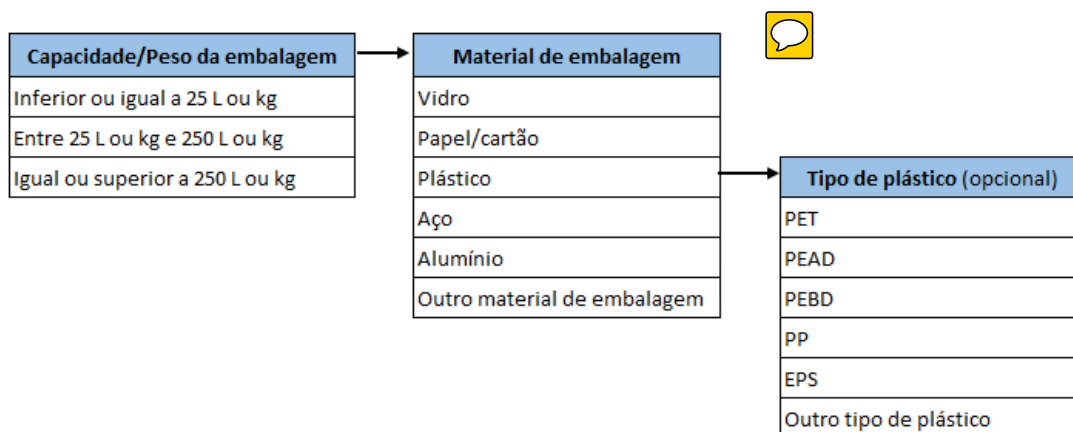 Capacidade/Peso da embalagem
Inferior ou igual a 25 L ou kg
Entre 25 L ou kg e 250 L ou kg
Igual ou superior a 250 L ou kg
Material de embalagem
Vidro
Papel/cartão
Plástico
Aço
Alumínio
Outro material de embalagem
Tipo de plástico (opcional)
PET
PEAD
PEBD
PP
EPS
Outro tipo de plástico